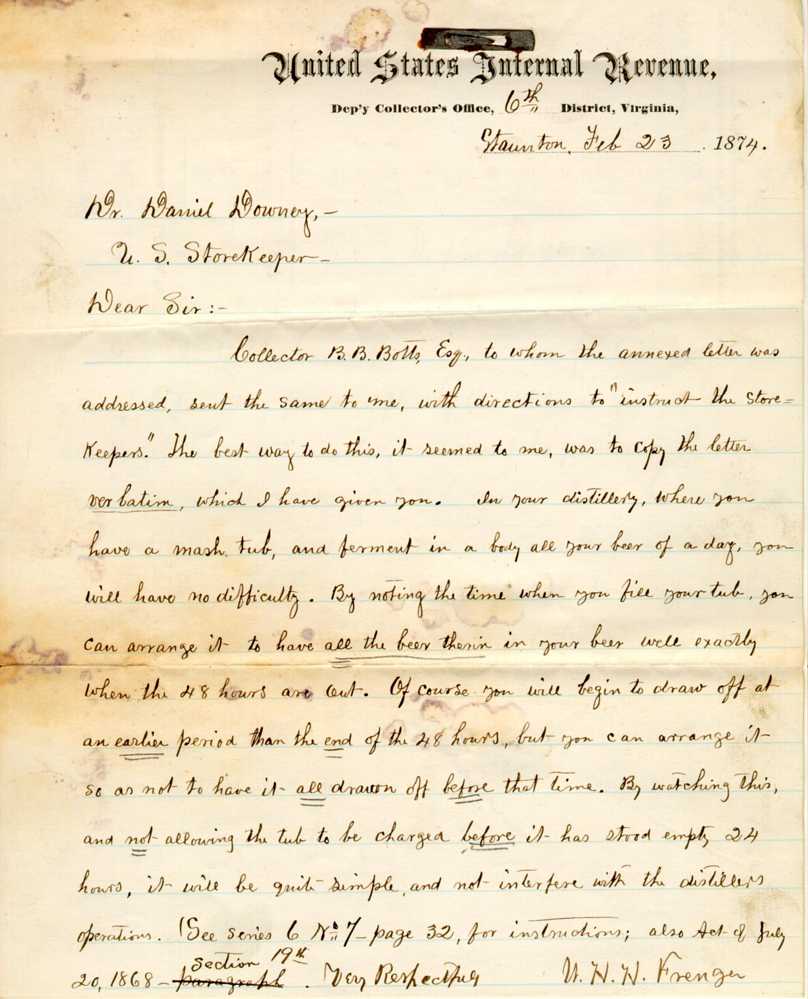 United States Internal Revenue,
Dep'y Collector's Office, 6th District, Virginia,
Staunton, Feb 23 1874.
Dr. Daniel Downey,-
U. S. StoreKeeper-
Dear Sir:-
Collector B. B. Botts, Esq., to whom the annexed letter was
addressed, sent the same to me, with directions to "instruct the Store-
Keepers." The best way to do this, it seemed to me, was to copy the letter
verbatim, which I have given you. In your distillery, where you
have a mash tub, and ferment in a body all your beer of a day, you
will have no difficulty. By noting the time when you fill your tub, you
can arrange it to have all the beer therin in your beer well exactly
when the 48 hours are out. Of course you will begin to draw off at
an earlier period than the end of the 48 hours, but you can arrange it
so as not to have it all drawn off before that time. By watching this,
and not allowing the tub to be charged before it has stood empty 24
hours, it will be quite simple, and not interfere with the distillers
operations. (See series 6 No 7 - page 32, for instructions; also Act of July
20, 1868 - paragraph section 19th. Very Respectfully U. H. H. Frenger